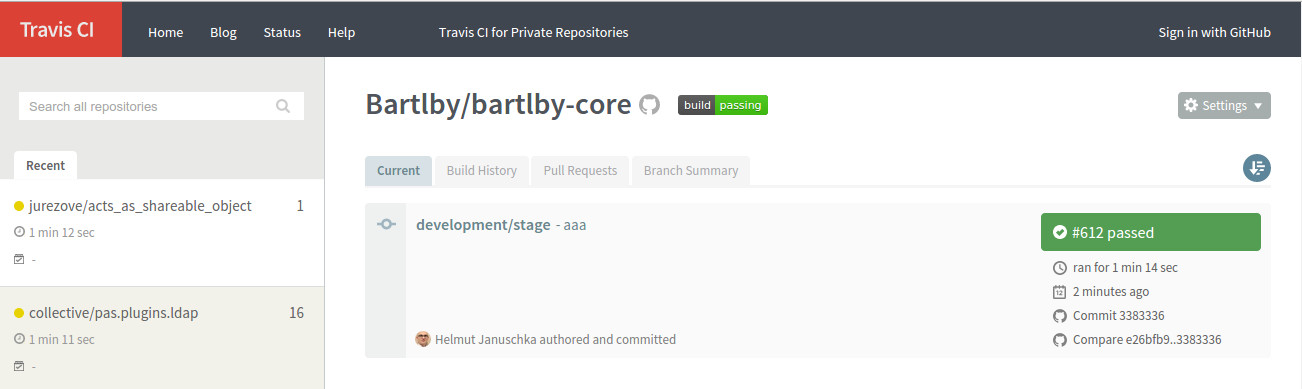 Travis CI
Home Blog Status Help Travis CI for Private Repositories Sign in with GitHub
Search all repositories
Recent
jurezove/acts_as_shareable_object 1
1 min 12 sec
-
collective/pas.plugins.ldap 16
1 min 11 sec
-
Bartlby/bartlby-core build passing Settings
Current Build History Pull Requests Branch Summary
development/stage - aaa
Helmut Januschka authored and committed
#612 passed
ran for 1 min 14 sec
12 2 minutes ago
Commit 3383336
Compare e26bfb9..3383336